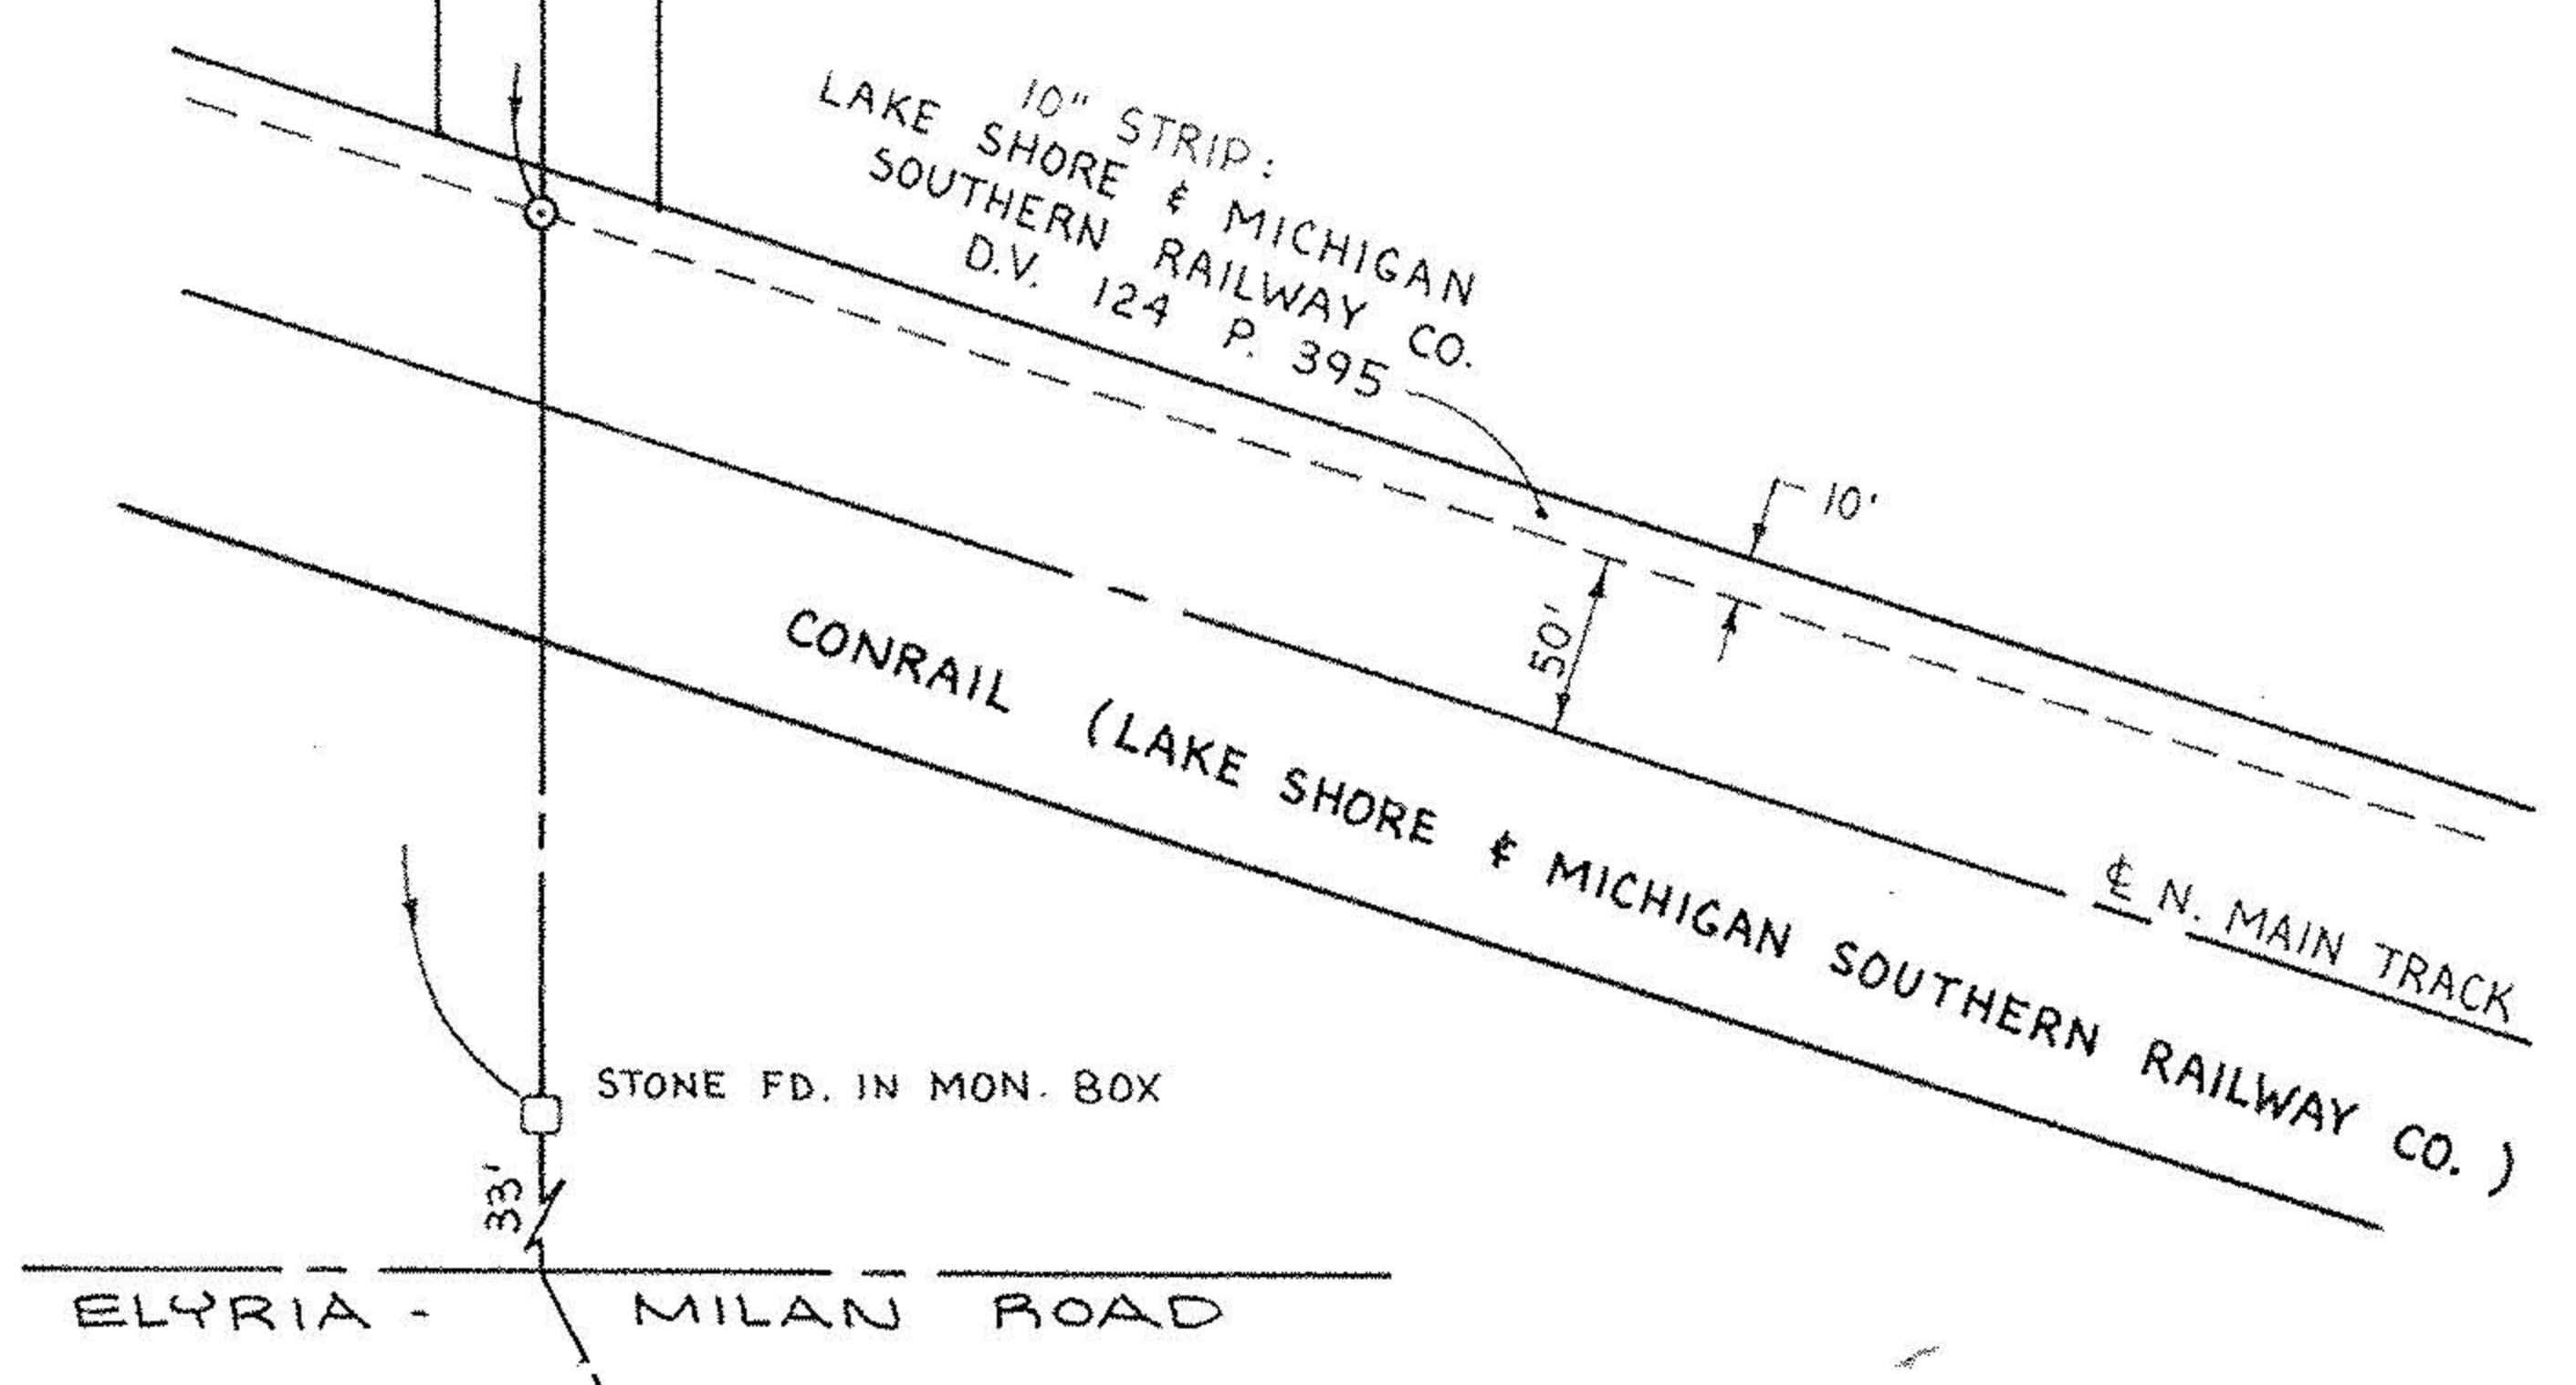 10" STRIP:
LAKE SHORE & MICHIGAN
SOUTHERN RAILWAY CO.
D.V. 124 P. 395
10'
50'
CONRAIL (LAKE SHORE & MICHIGAN SOUTHERN RAILWAY CO.)
℄ N. MAIN TRACK
STONE FD. IN MON. BOX
33'
ELYRIA - MILAN ROAD